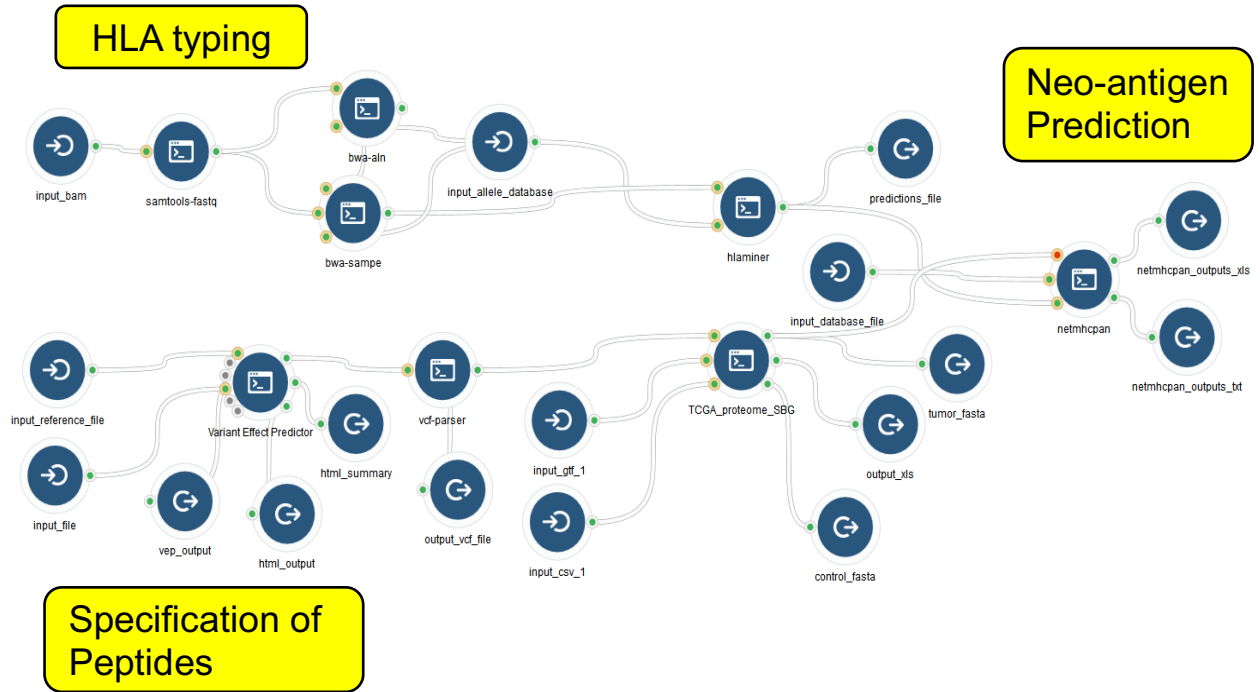 HLA typing
Neo-antigen
Prediction
bwa-aln
input_allele_database
input_bam
samtools-fastq
predictions_file
bwa-sampe
hlaminer
netmhcpan_outputs_xls
input_database_file
netmhcpan
input_reference_file
Variant Effect Predictor
vcf-parser
TCGA_proteome_SBG
tumor_fasta
netmhcpan_outputs_txt
html_summary
input_gtf_1
output_xls
input_file
vep_output
html_output
output_vcf_file
input_csv_1
control_fasta
Specification of
Peptides